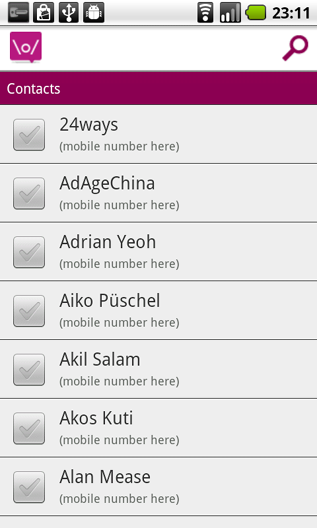 23:11
\o/
Contacts
24ways
(mobile number here)
AdAgeChina
(mobile number here)
Adrian Yeoh
(mobile number here)
Aiko Püschel
(mobile number here)
Akil Salam
(mobile number here)
Akos Kuti
(mobile number here)
Alan Mease
(mobile number here)